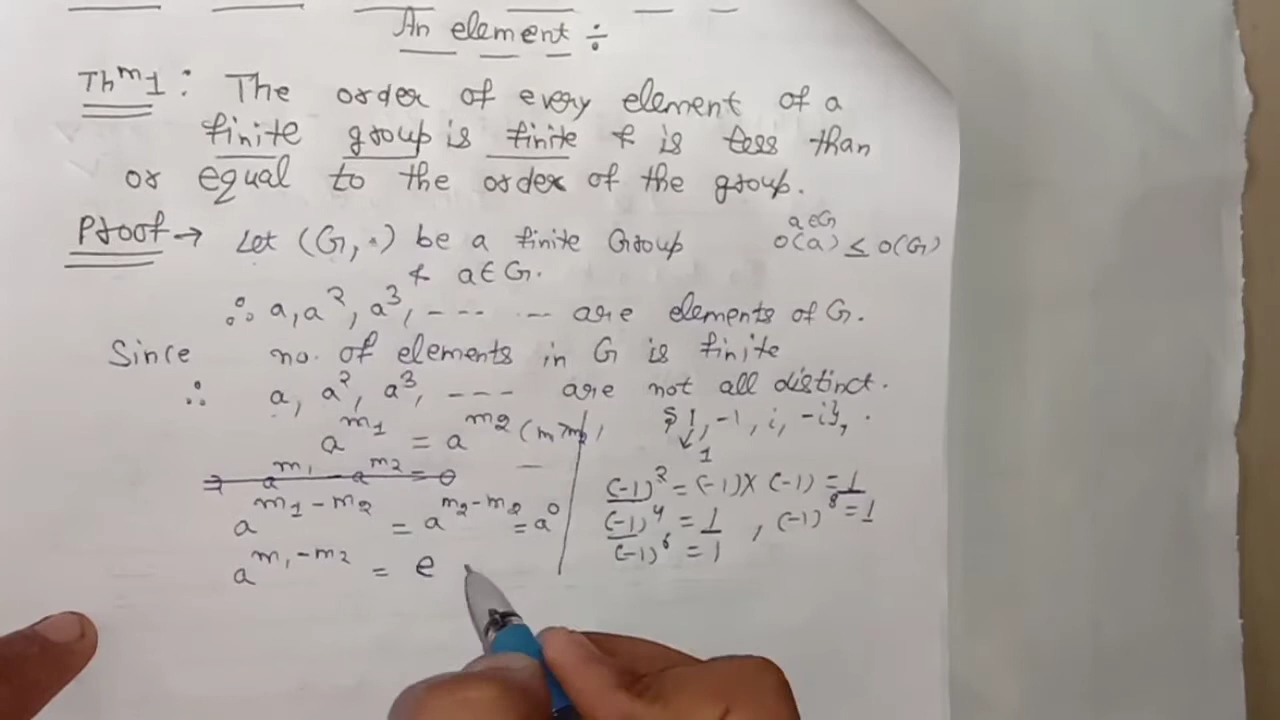 An element ÷
Thm1: The order of every element of a
finite group is finite & is less than
or equal to the order of the group.
Proof → Let (G, .) be a finite Group
a∈G
o(a) ≤ o(G)
& a∈G.
∴ a, a², a³, --- -- are elements of G.
Since no. of elements in G is finite
∴ a, a², a³, --- are not all distinct.
a^m1 = a^m2 (m>m2)
⇒ a^m1 - a^m2 = 0
a^m1-m2 = a^m2-m2 = a^0
a^m1-m2 = e
{1, -1, i, -i},
↙ 1
(-1)² = (-1) × (-1) = 1
(-1)⁴ = 1, (-1)⁸ = 1
(-1)⁶ = 1